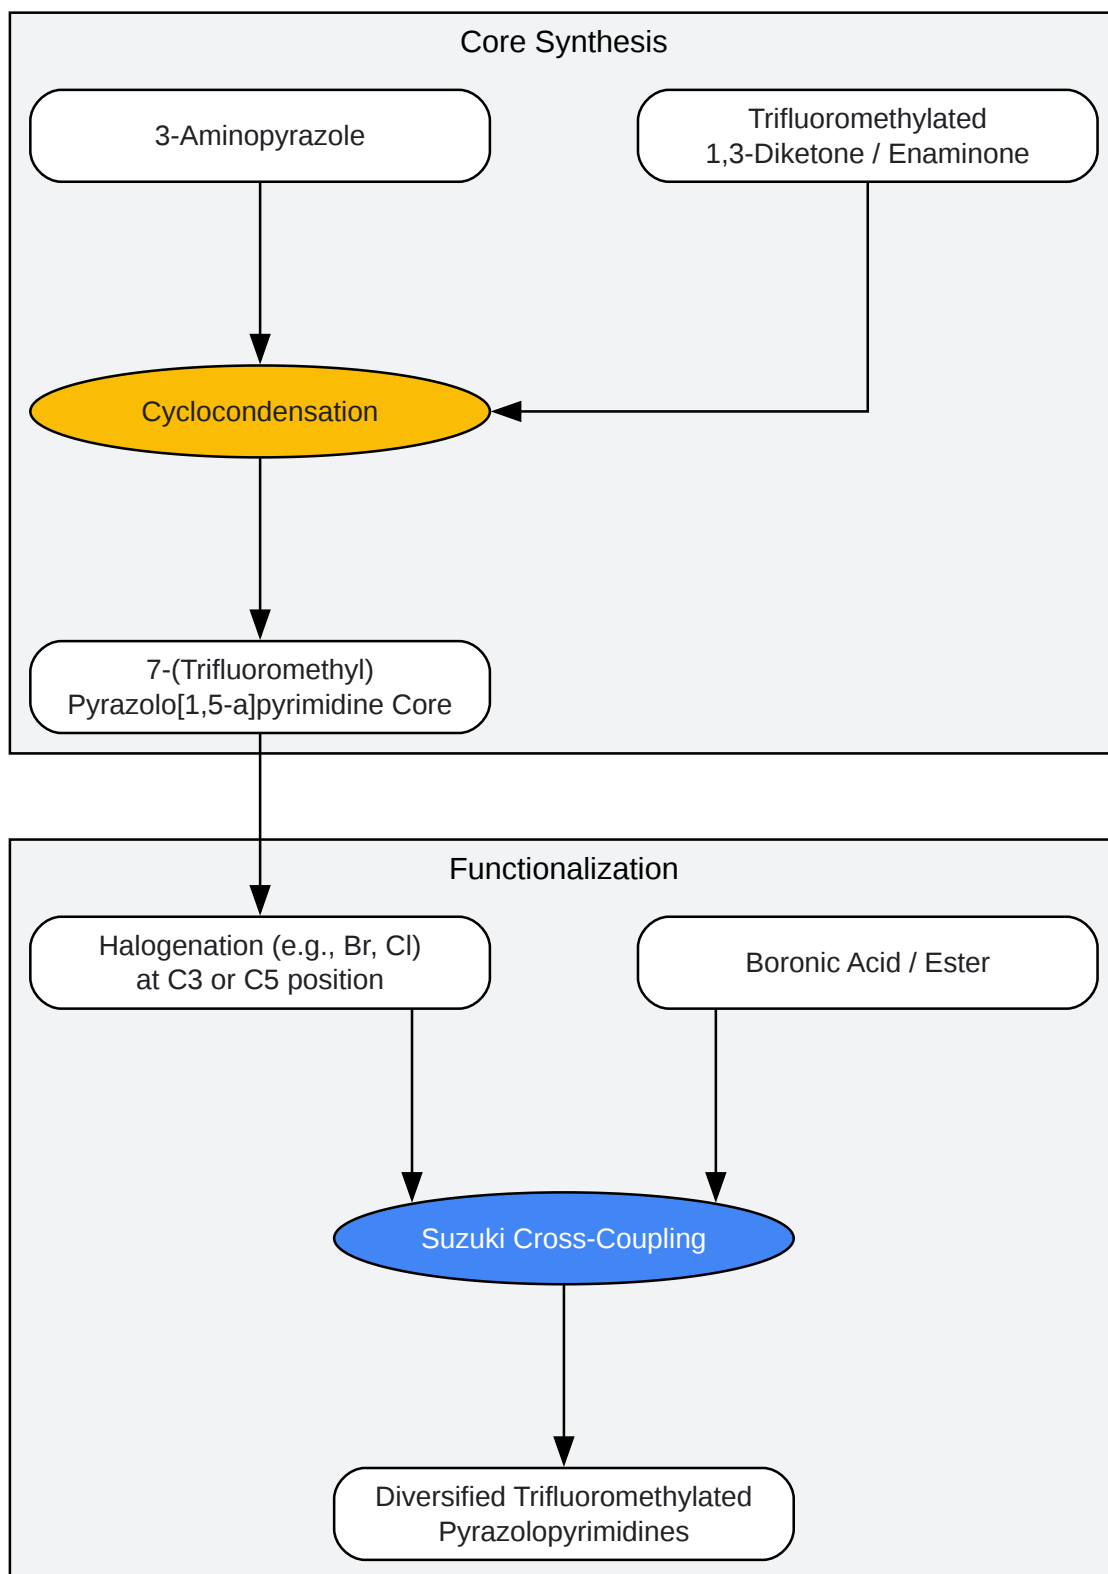 Core Synthesis
3-Aminopyrazole
Trifluoromethylated
1,3-Diketone / Enaminone
Cyclocondensation
7-(Trifluoromethyl)
Pyrazolo[1,5-a]pyrimidine Core
Functionalization
Halogenation (e.g., Br, Cl)
at C3 or C5 position
Boronic Acid / Ester
Suzuki Cross-Coupling
Diversified Trifluoromethylated
Pyrazolopyrimidines